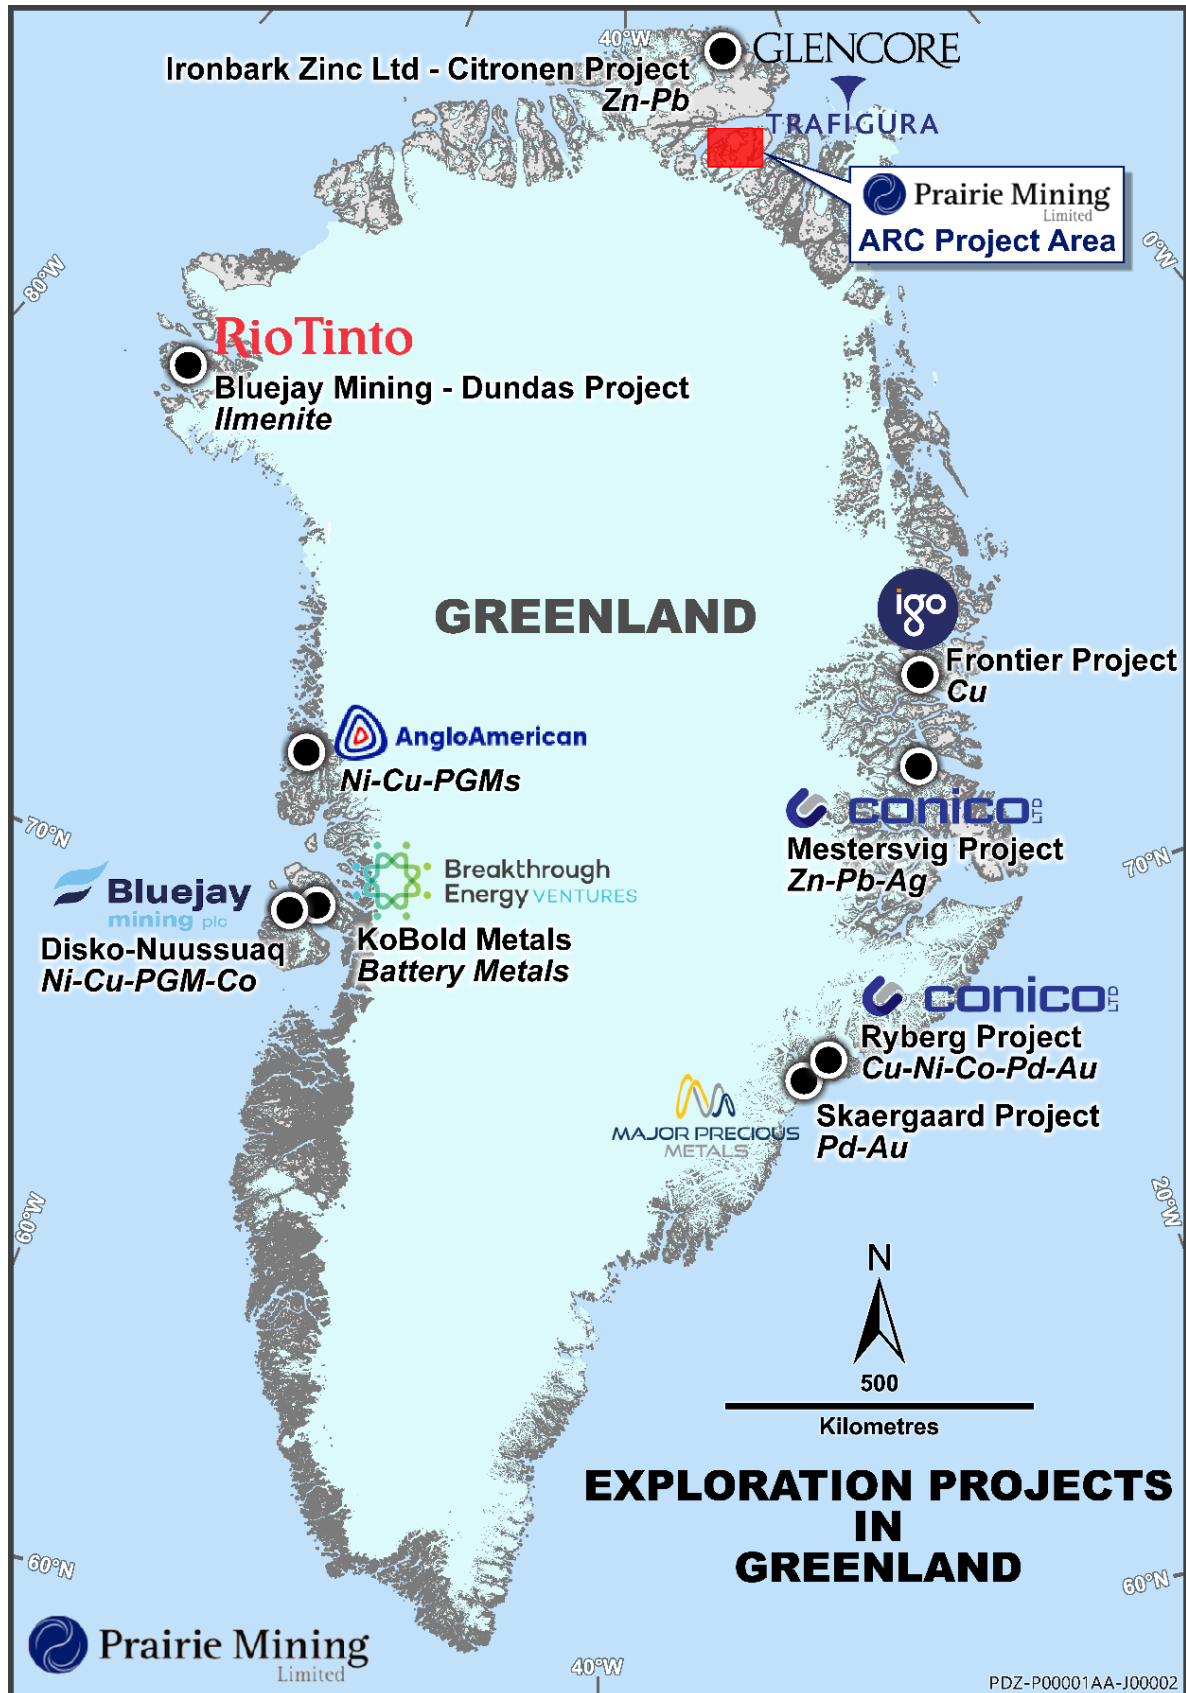 40°W
GLENCORE
Ironbark Zinc Ltd - Citronen Project
Zn-Pb
TRAFIGURA
Prairie Mining
Limited
ARC Project Area
80°W
0°W
RioTinto
Bluejay Mining - Dundas Project
Ilmenite
GREENLAND
igo
Frontier Project
Cu
AngloAmerican
Ni-Cu-PGMs
conico LTD
Mestersvig Project
Zn-Pb-Ag
70°N
70°N
Bluejay
mining plc
Disko-Nuussuaq
Ni-Cu-PGM-Co
Breakthrough
Energy VENTURES
KoBold Metals
Battery Metals
conico LTD
Ryberg Project
Cu-Ni-Co-Pd-Au
MAJOR PRECIOUS
METALS
Skaergaard Project
Pd-Au
60°W
20°W
N
500
Kilometres
EXPLORATION PROJECTS
IN
GREENLAND
60°N
60°N
Prairie Mining
Limited
40°W
PDZ-P00001AA-J00002